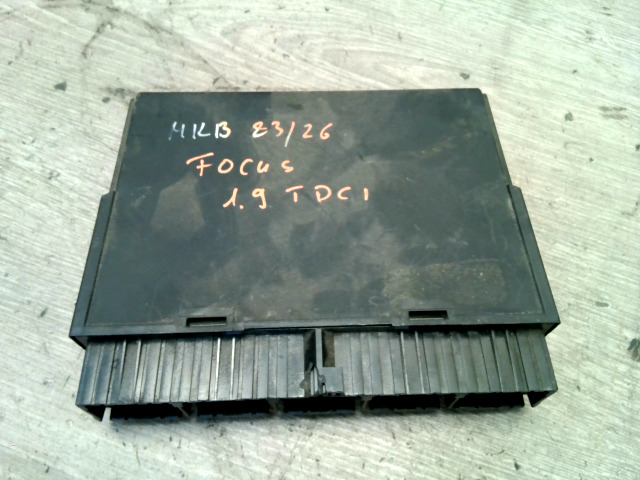 MKB 83/26
FOCUS
1.9 TDCI